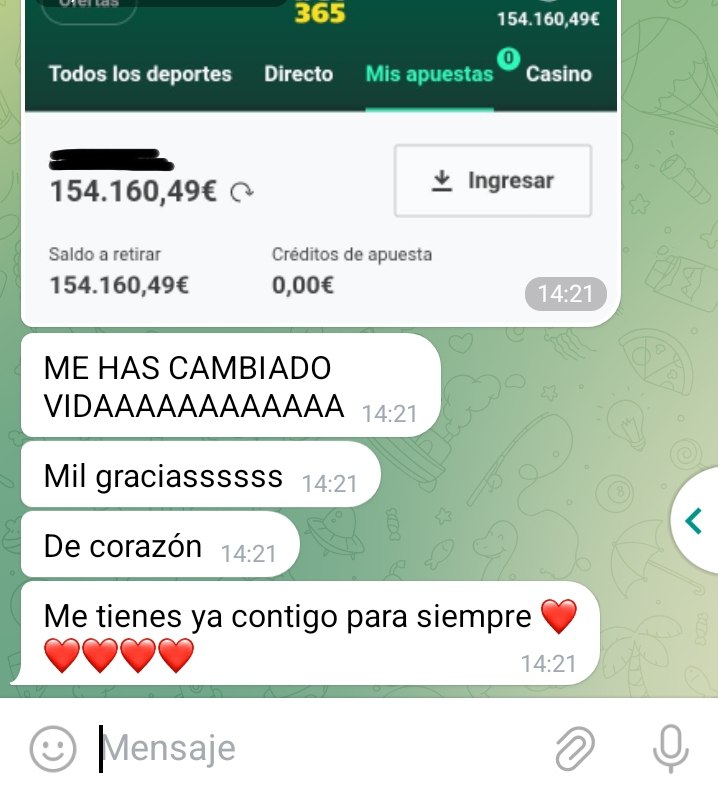 Ofertas
365
154.160,49€
Todos los deportes Directo Mis apuestas 0 Casino
154.160,49€ Ingresar
Saldo a retirar Créditos de apuesta
154.160,49€ 0,00€
14:21
ME HAS CAMBIADO
VIDAAAAAAAAAAAA 14:21
Mil graciassssss 14:21
De corazón 14:21
Me tienes ya contigo para siempre ❤️
❤️❤️❤️❤️ 14:21
Mensaje